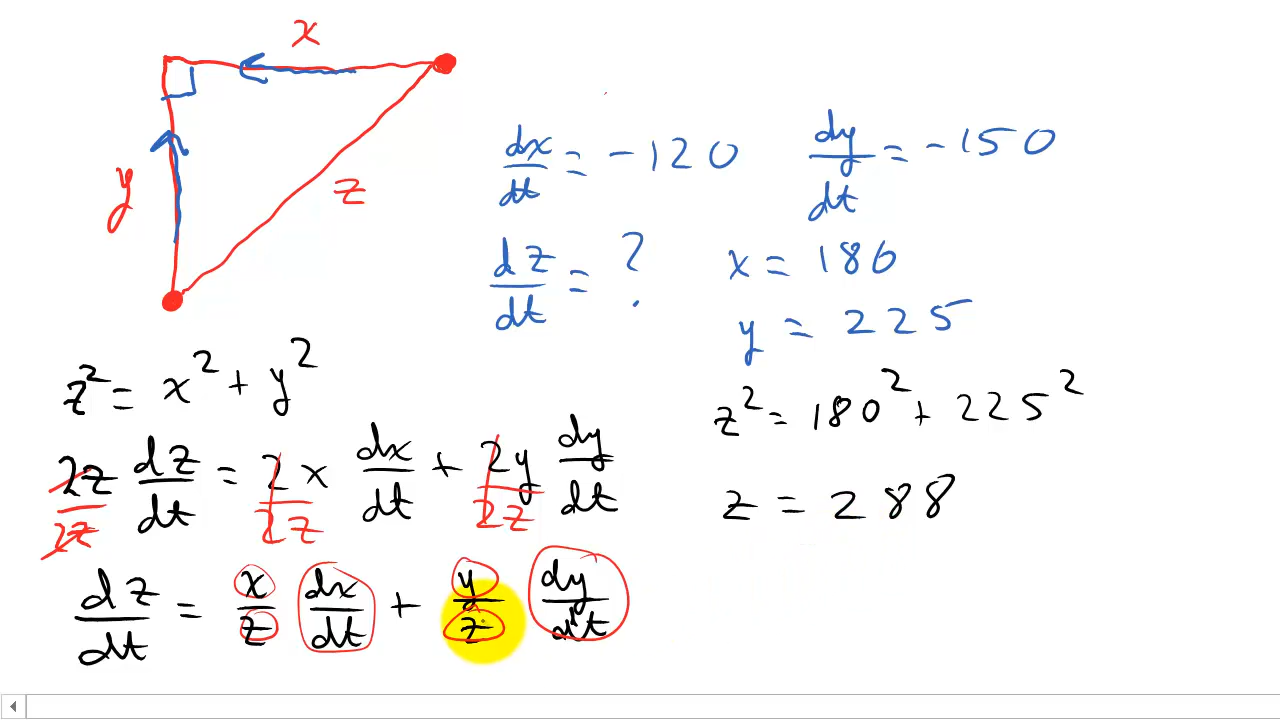 x
y
z
dx/dt = -120
dy/dt = -150
dz/dt = ?
x = 180
y = 225
z² = x² + y²
2z/2z dz/dt = 2x/2z dx/dt + 2y/2z dy/dt
dz/dt = x/z dx/dt + y/z dy/dt
z² = 180² + 225²
z = 288